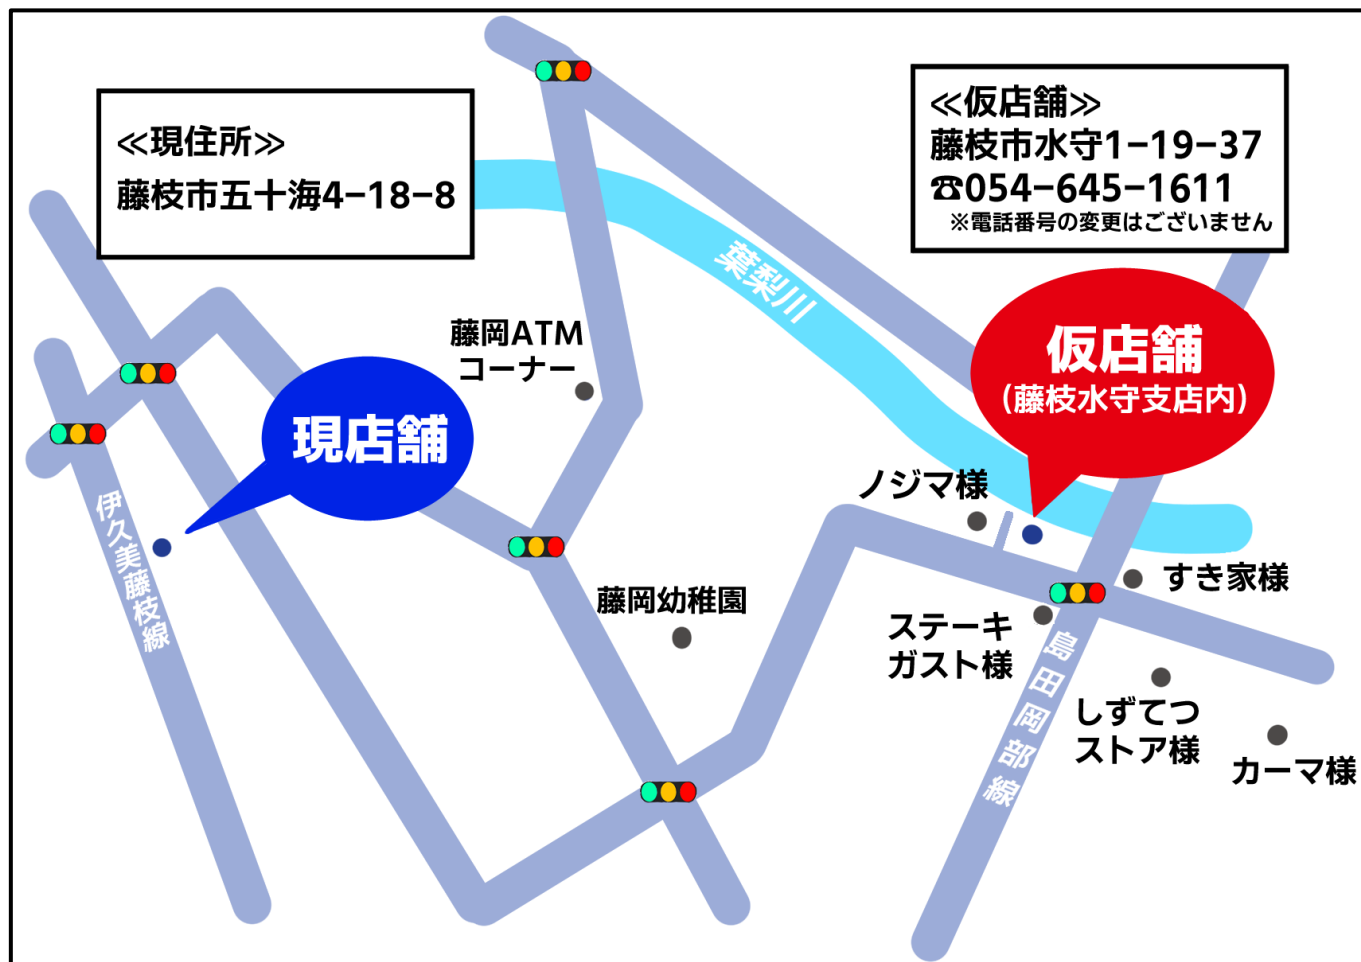 ≪現住所≫
藤枝市五十海4−18−8
≪仮店舗≫
藤枝市水守1−19−37
☎054−645−1611
※電話番号の変更はございません
葉梨川
藤岡ATM
コーナー
仮店舗
(藤枝水守支店内)
現店舗
ノジマ様
伊久美藤枝線
すき家様
藤岡幼稚園
ステーキ
ガスト様
島田岡部線
しずてつ
ストア様
カーマ様